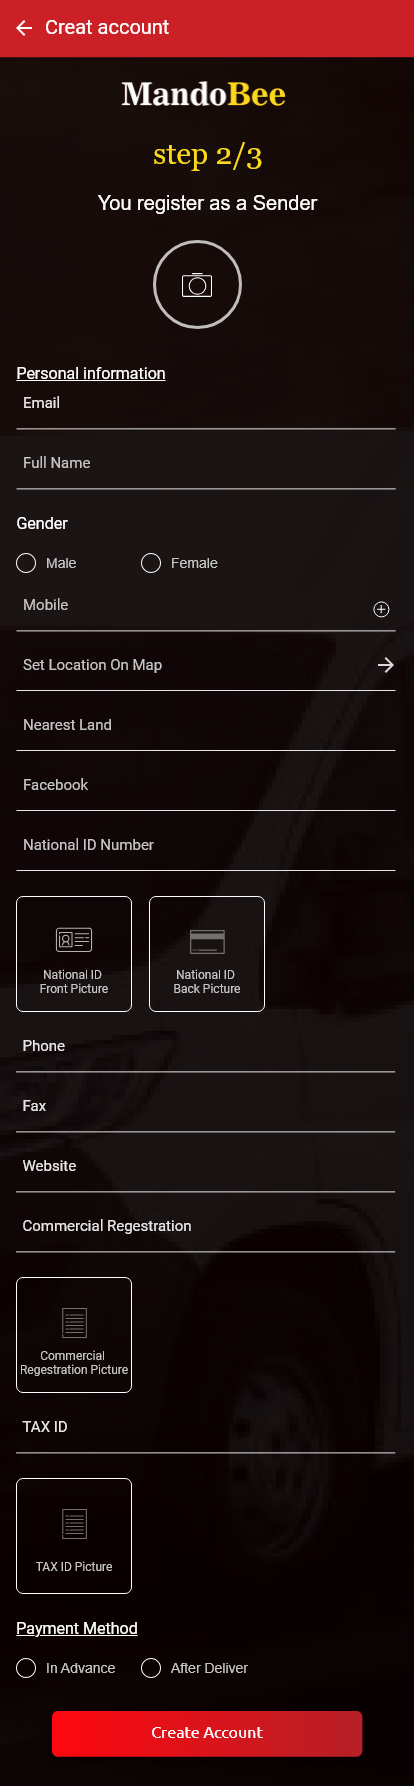 Creat account
MandoBee
step 2/3
You register as a Sender
Personal information
Email
Full Name
Gender
Male Female
Mobile
Set Location On Map
Nearest Land
Facebook
National ID Number
National ID
Front Picture
National ID
Back Picture
Phone
Fax
Website
Commercial Regestration
Commercial
Regestration Picture
TAX ID
TAX ID Picture
Payment Method
In Advance After Deliver
Create Account